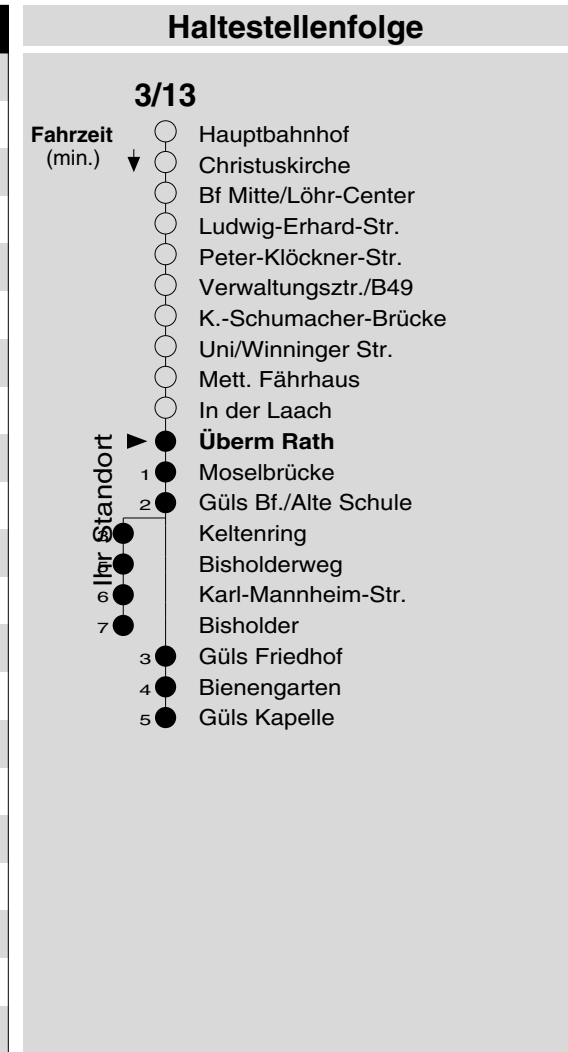 Haltestellenfolge
3/13
Fahrzeit
(min.)
Hauptbahnhof
Christuskirche
Bf Mitte/Löhr-Center
Ludwig-Erhard-Str.
Peter-Klöckner-Str.
Verwaltungsztr./B49
K.-Schumacher-Brücke
Uni/Winninger Str.
Mett. Fährhaus
In der Laach
Ihr Standort
Überm Rath
1 Moselbrücke
2 Güls Bf./Alte Schule
3 Keltenring
Bisholderweg
6 Karl-Mannheim-Str.
7 Bisholder
3 Güls Friedhof
4 Bienengarten
5 Güls Kapelle